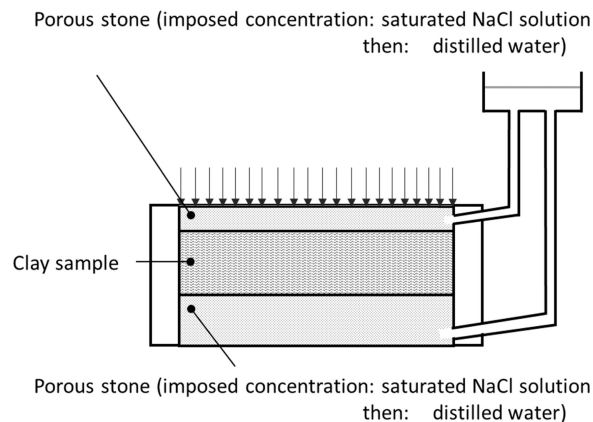 Porous stone (imposed concentration: saturated NaCl solution
then: distilled water)
Clay sample
Porous stone (imposed concentration: saturated NaCl solution
then: distilled water)